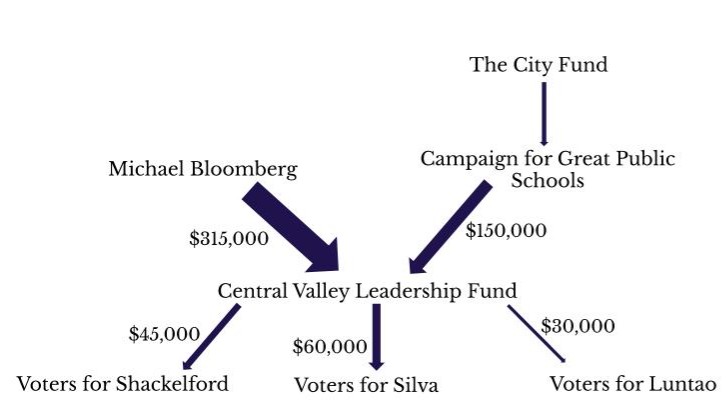 The City Fund
Michael Bloomberg
Campaign for Great Public
Schools
$315,000
$150,000
Central Valley Leadership Fund
$45,000
$60,000
$30,000
Voters for Shackelford
Voters for Silva
Voters for Luntao